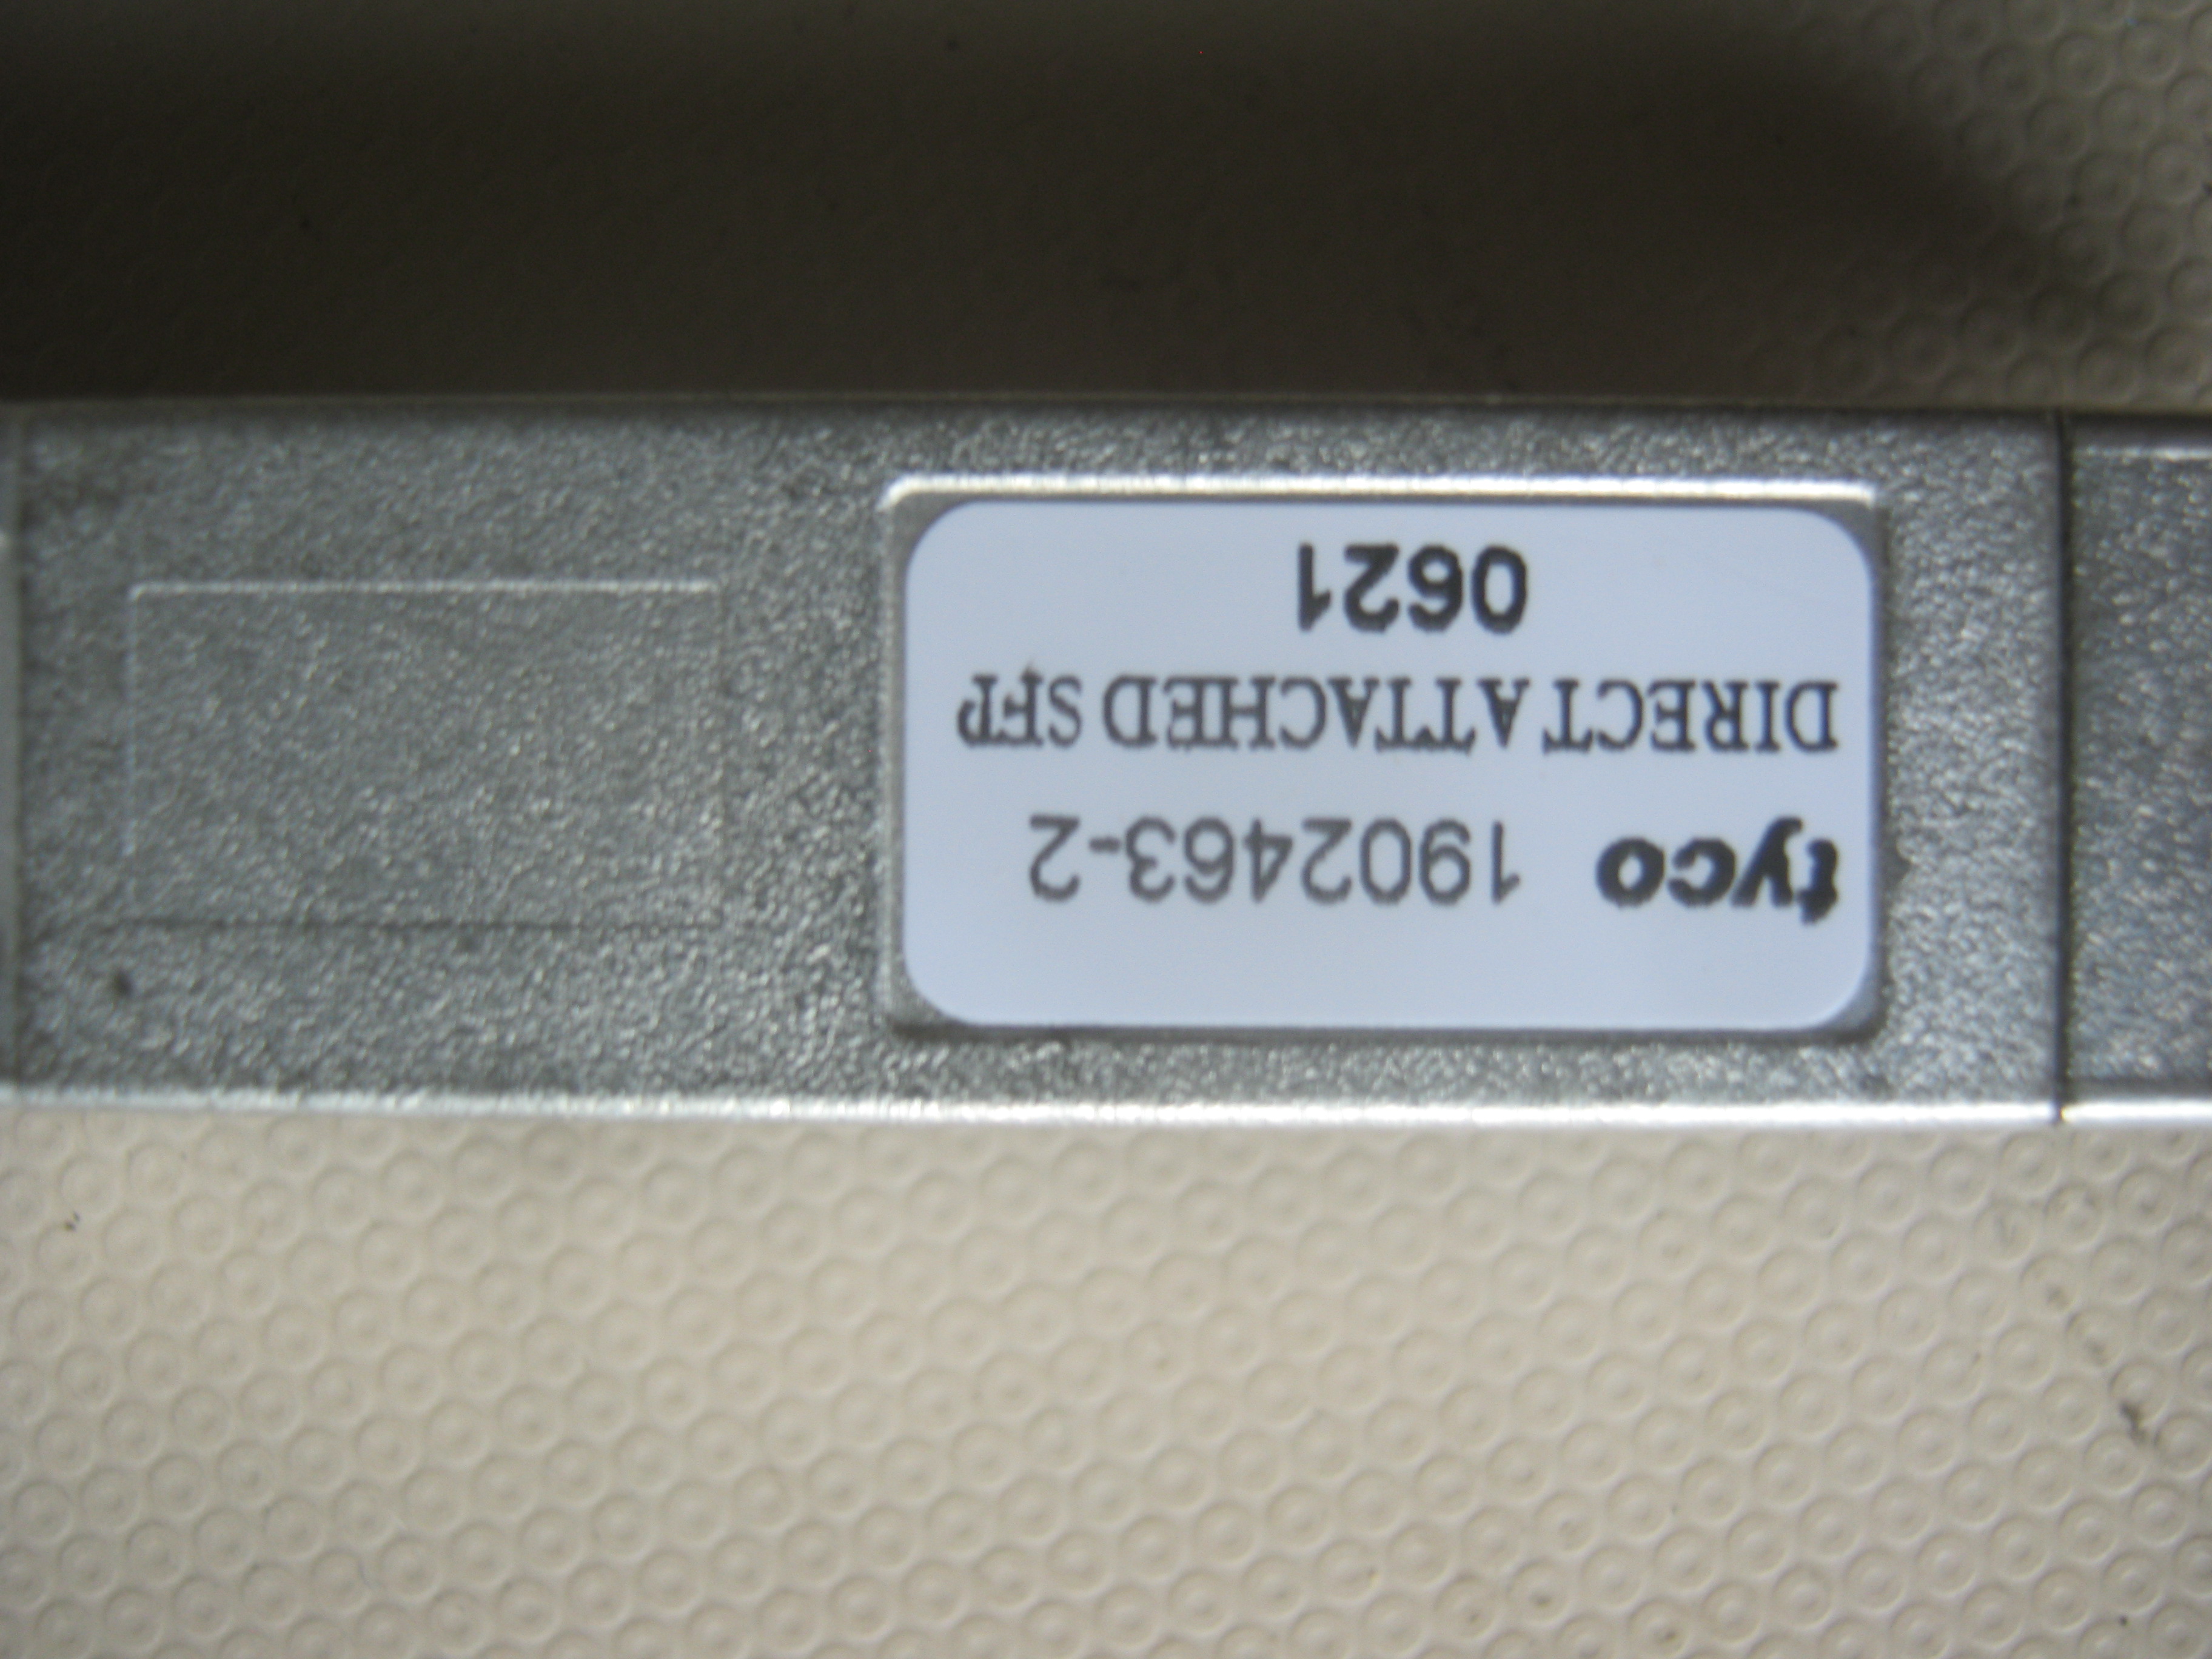 tyco 1902463-2
DIRECT ATTACHED SFP
0621